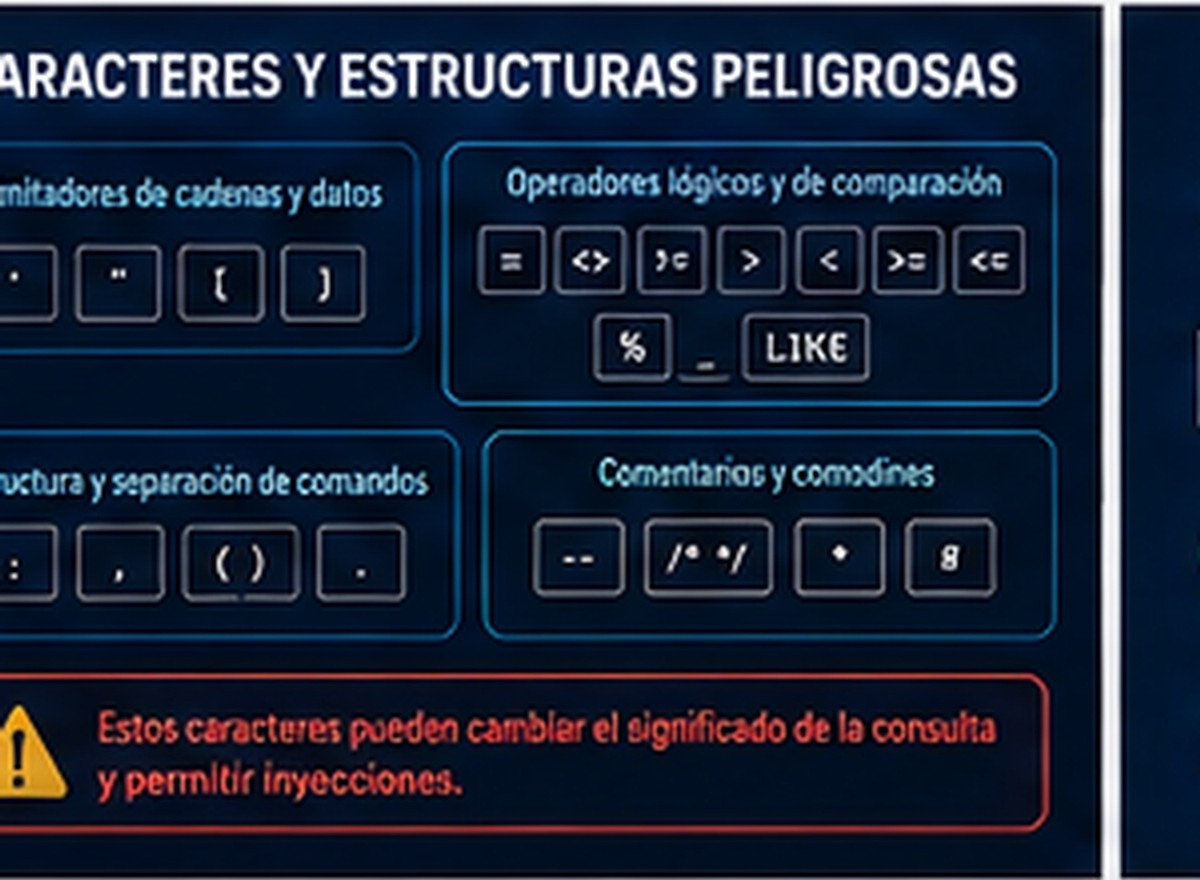 ARACTERES Y ESTRUCTURAS PELIGROSAS
mitadores de cadenas y datos
' " [ ]
Operadores lógicos y de comparación
= <> > < >= <=
% _ LIKE
ructura y separación de comandos
: , ( ) .
Comentarios y comodines
-- /* */ *
Estos caracteres pueden cambiar el significado de la consulta
y permitir inyecciones.